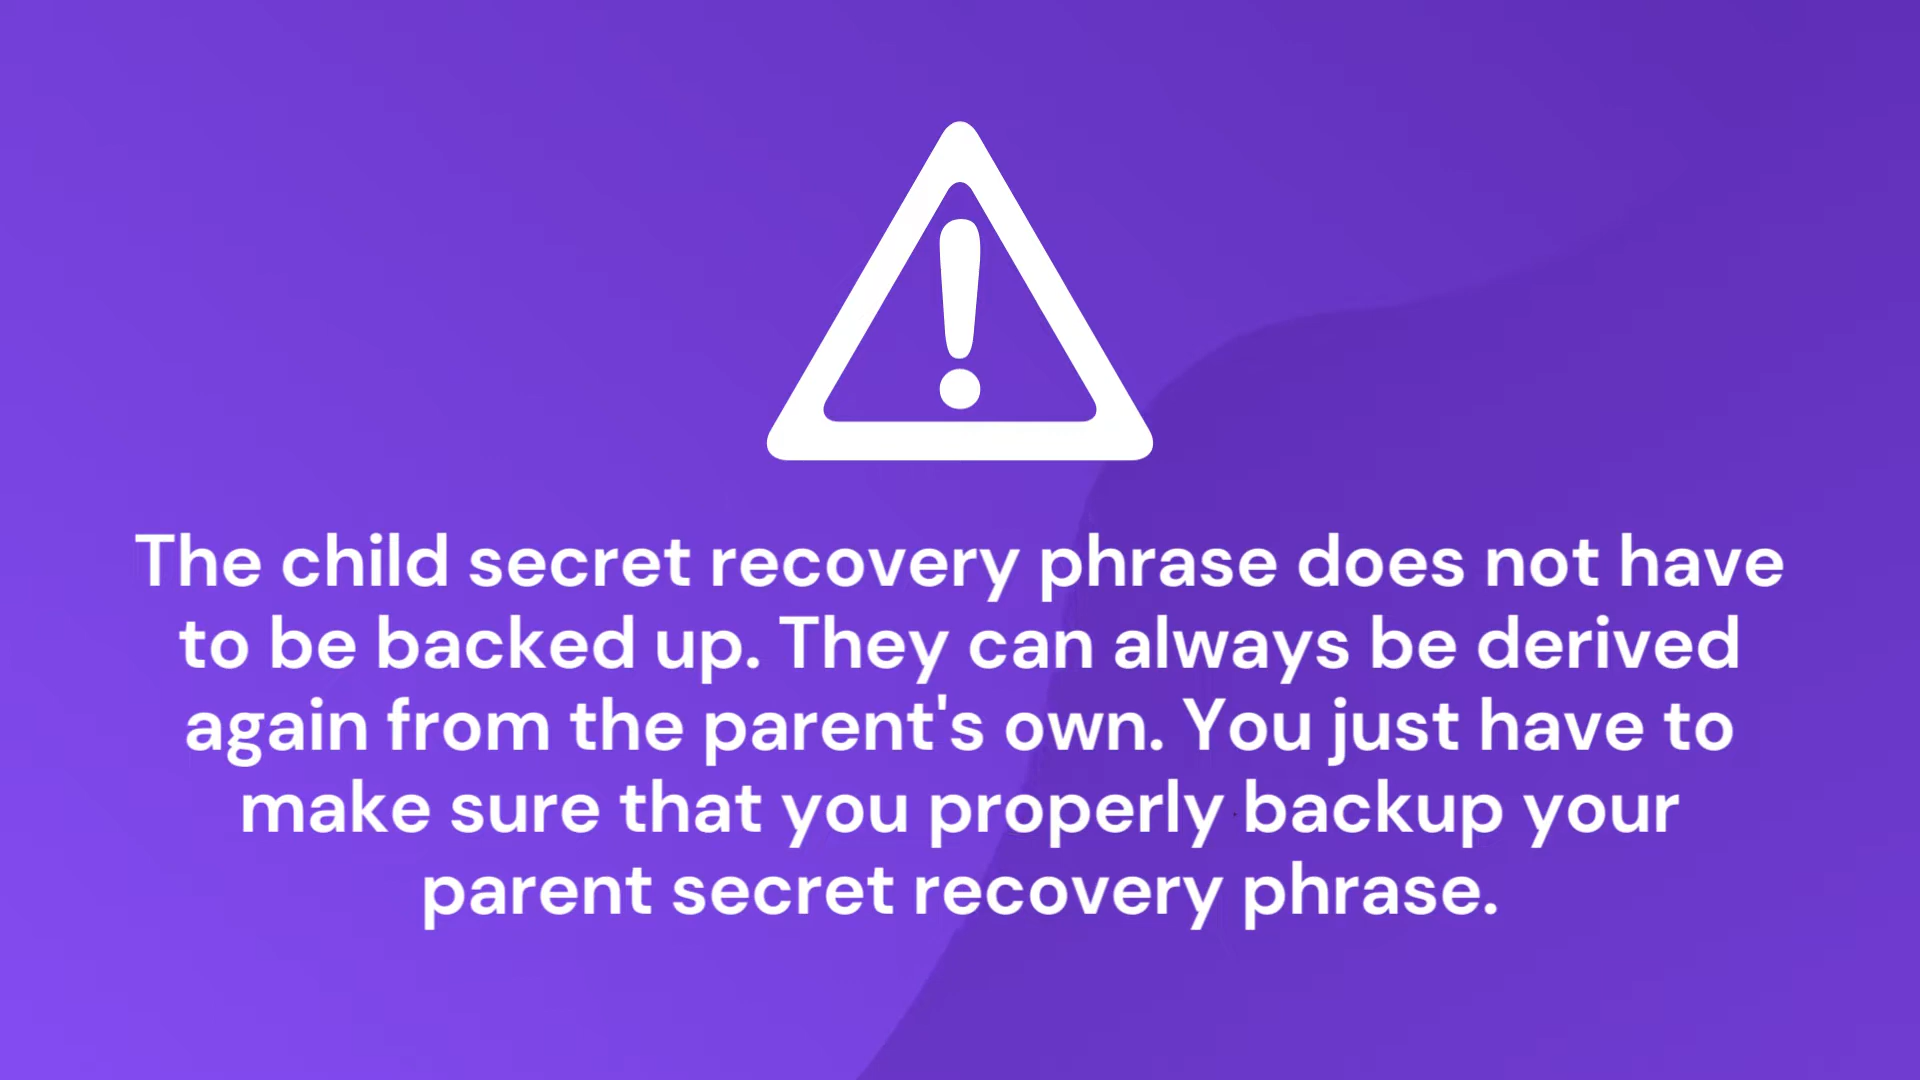 The child secret recovery phrase does not have
to be backed up. They can always be derived
again from the parent's own. You just have to
make sure that you properly backup your
parent secret recovery phrase.